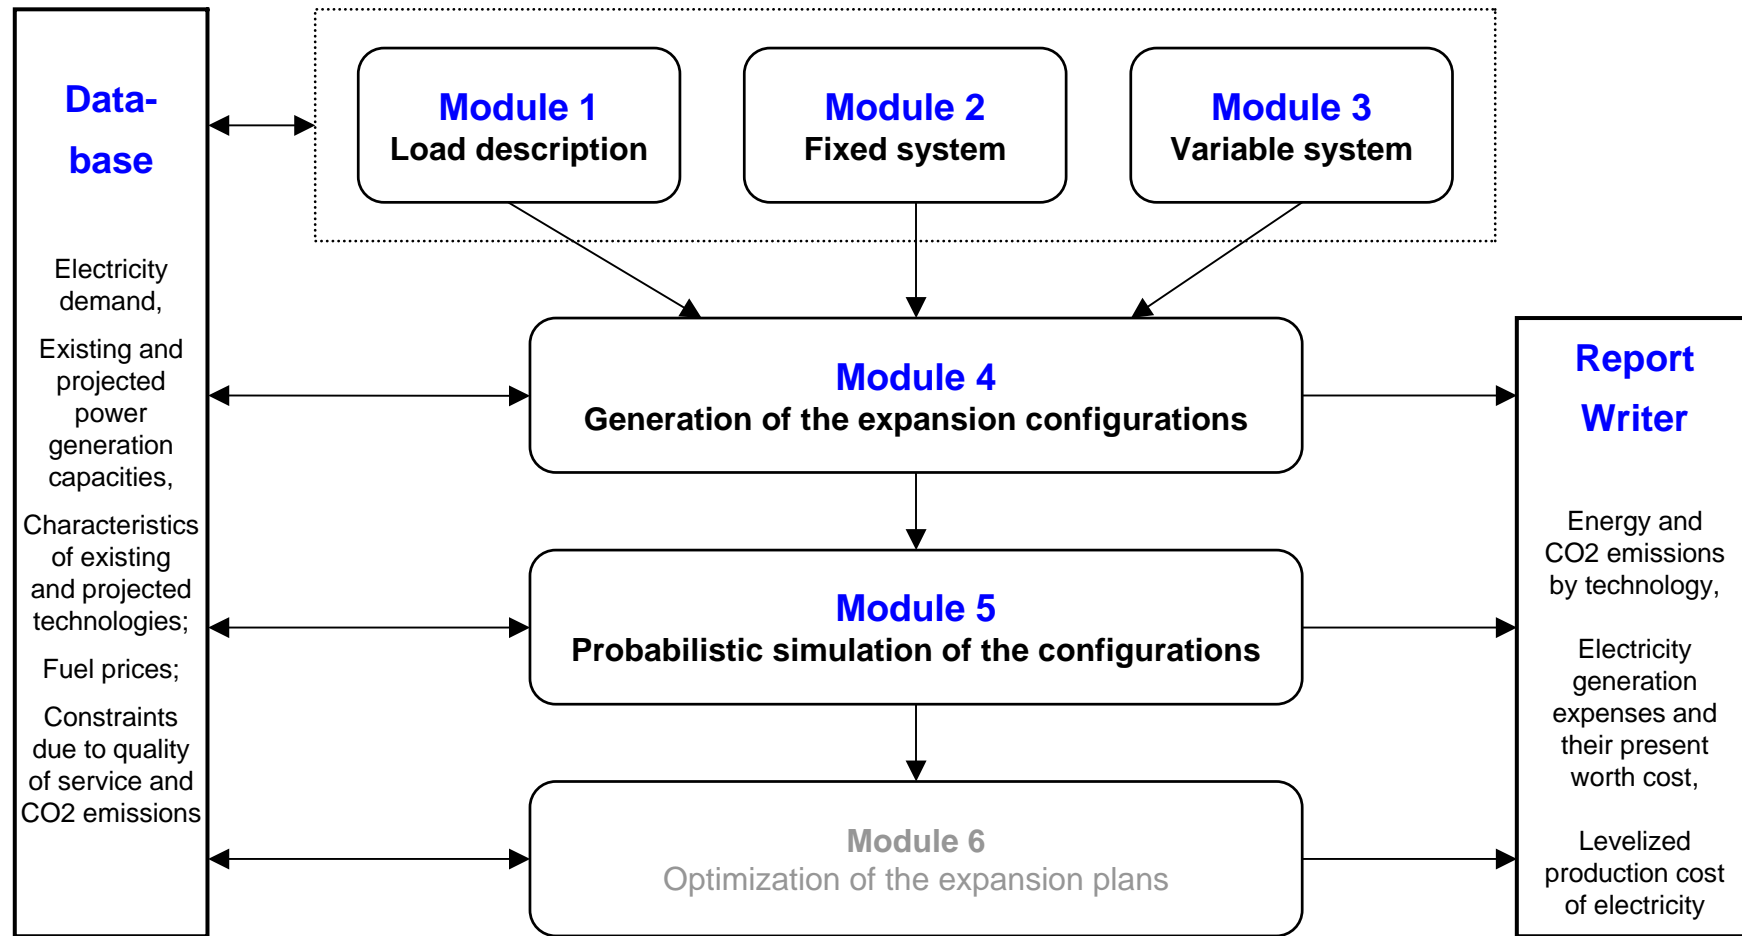 Data-
base
Electricity
demand,
Existing and
projected
power
generation
capacities,
Characteristics
of existing
and projected
technologies;
Fuel prices;
Constraints
due to quality
of service and
CO2 emissions
Module 1
Load description
Module 2
Fixed system
Module 3
Variable system
Module 4
Generation of the expansion configurations
Module 5
Probabilistic simulation of the configurations
Module 6
Optimization of the expansion plans
Report
Writer
Energy and
CO2 emissions
by technology,
Electricity
generation
expenses and
their present
worth cost,
Levelized
production cost
of electricity